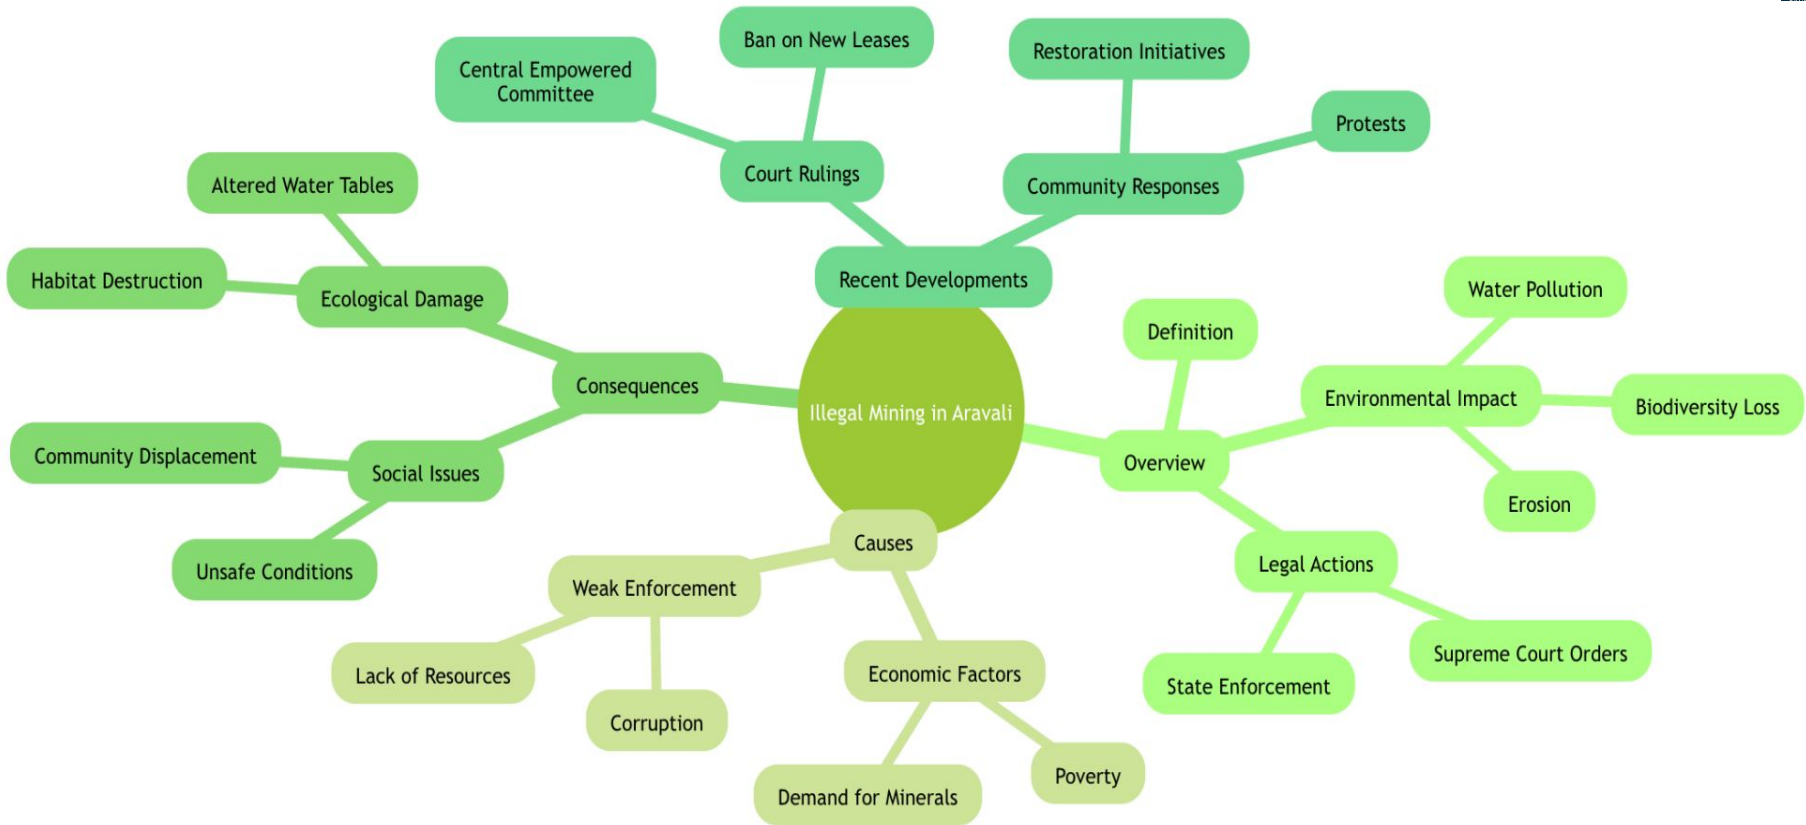 Ban on New Leases
Restoration Initiatives
Central Empowered
Committee
Protests
Court Rulings
Community Responses
Altered Water Tables
Recent Developments
Habitat Destruction
Ecological Damage
Water Pollution
Definition
Consequences
Environmental Impact
Biodiversity Loss
Illegal Mining in Aravali
Community Displacement
Social Issues
Overview
Erosion
Unsafe Conditions
Causes
Weak Enforcement
Legal Actions
Lack of Resources
Economic Factors
Supreme Court Orders
State Enforcement
Corruption
Demand for Minerals
Poverty